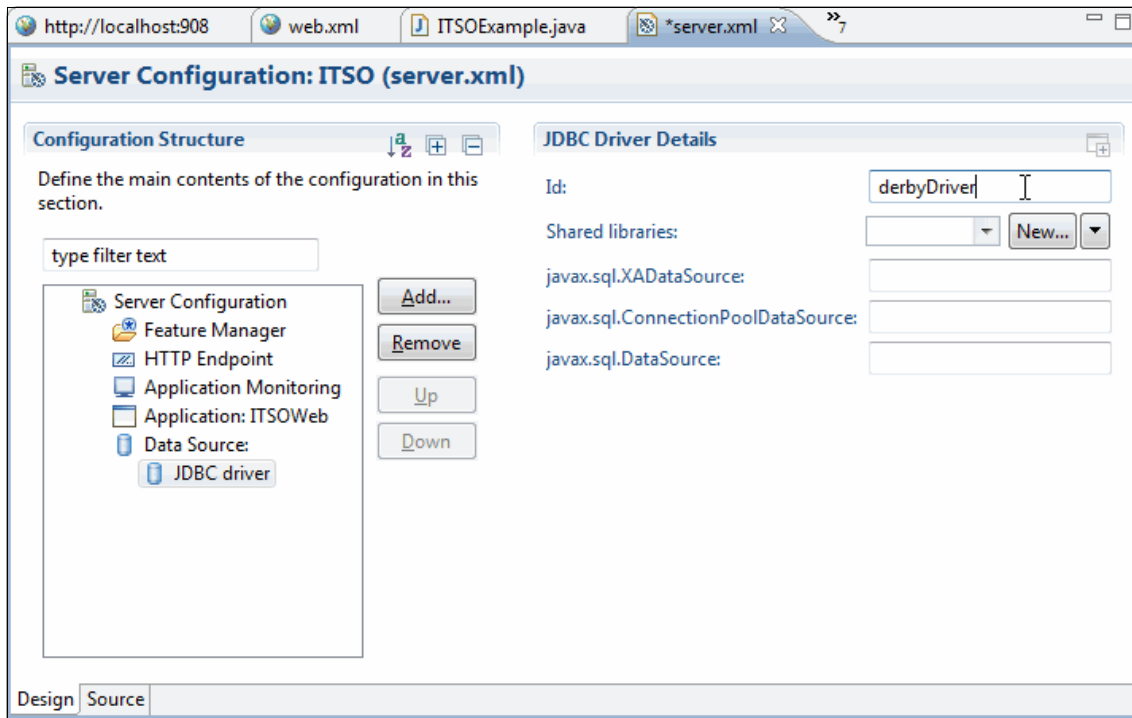 http://localhost:908 web.xml ITSOExample.java *server.xml »7
Server Configuration: ITSO (server.xml)
Configuration Structure
Define the main contents of the configuration in this
section.
type filter text
Server Configuration
Feature Manager
HTTP Endpoint
Application Monitoring
Application: ITSOWeb
Data Source:
JDBC driver
Add...
Remove
Up
Down
JDBC Driver Details
Id: derbyDriver
Shared libraries: New...
javax.sql.XADataSource:
javax.sql.ConnectionPoolDataSource:
javax.sql.DataSource:
Design Source